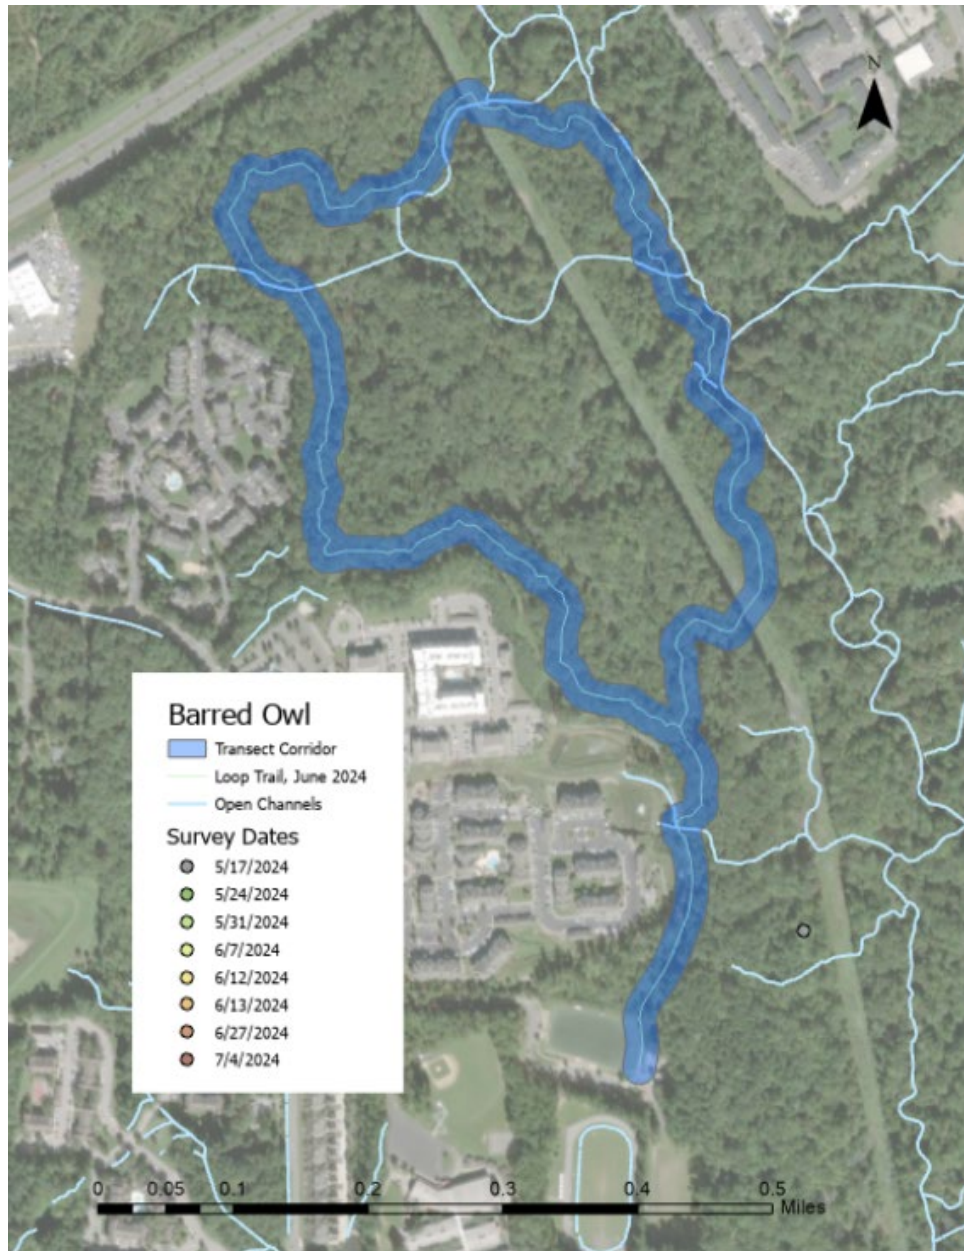 N
Barred Owl
Transect Corridor
Loop Trail, June 2024
Open Channels
Survey Dates
5/17/2024
5/24/2024
5/31/2024
6/7/2024
6/12/2024
6/13/2024
6/27/2024
7/4/2024
0 0.05 0.1 0.2 0.3 0.4 0.5
Miles